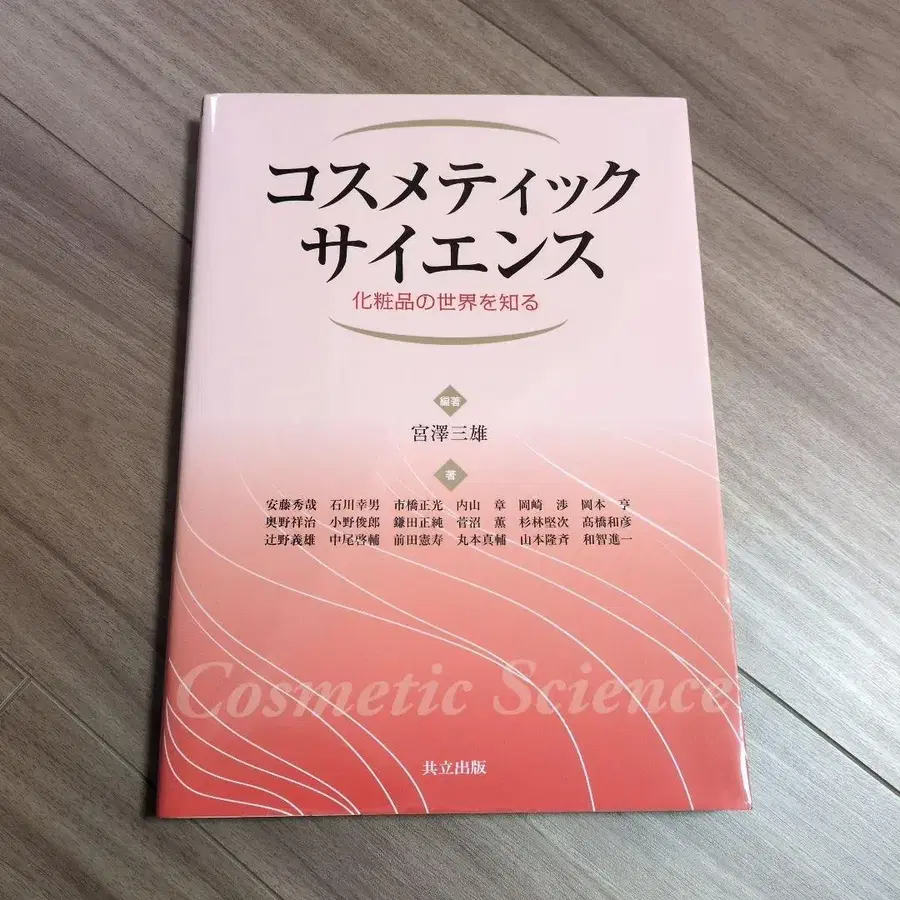 コスメティック
サイエンス
化粧品の世界を知る
編著
宮澤三雄
著
安藤秀哉 石川幸男 市橋正光 内山 章 岡崎 渉 岡本 亨
奥野祥治 小野俊郎 鎌田正純 菅沼 薫 杉林堅次 髙橋和彦
辻野義雄 中尾啓輔 前田憲寿 丸本真輔 山本隆斉 和智進一
Cosmetic Science
共立出版